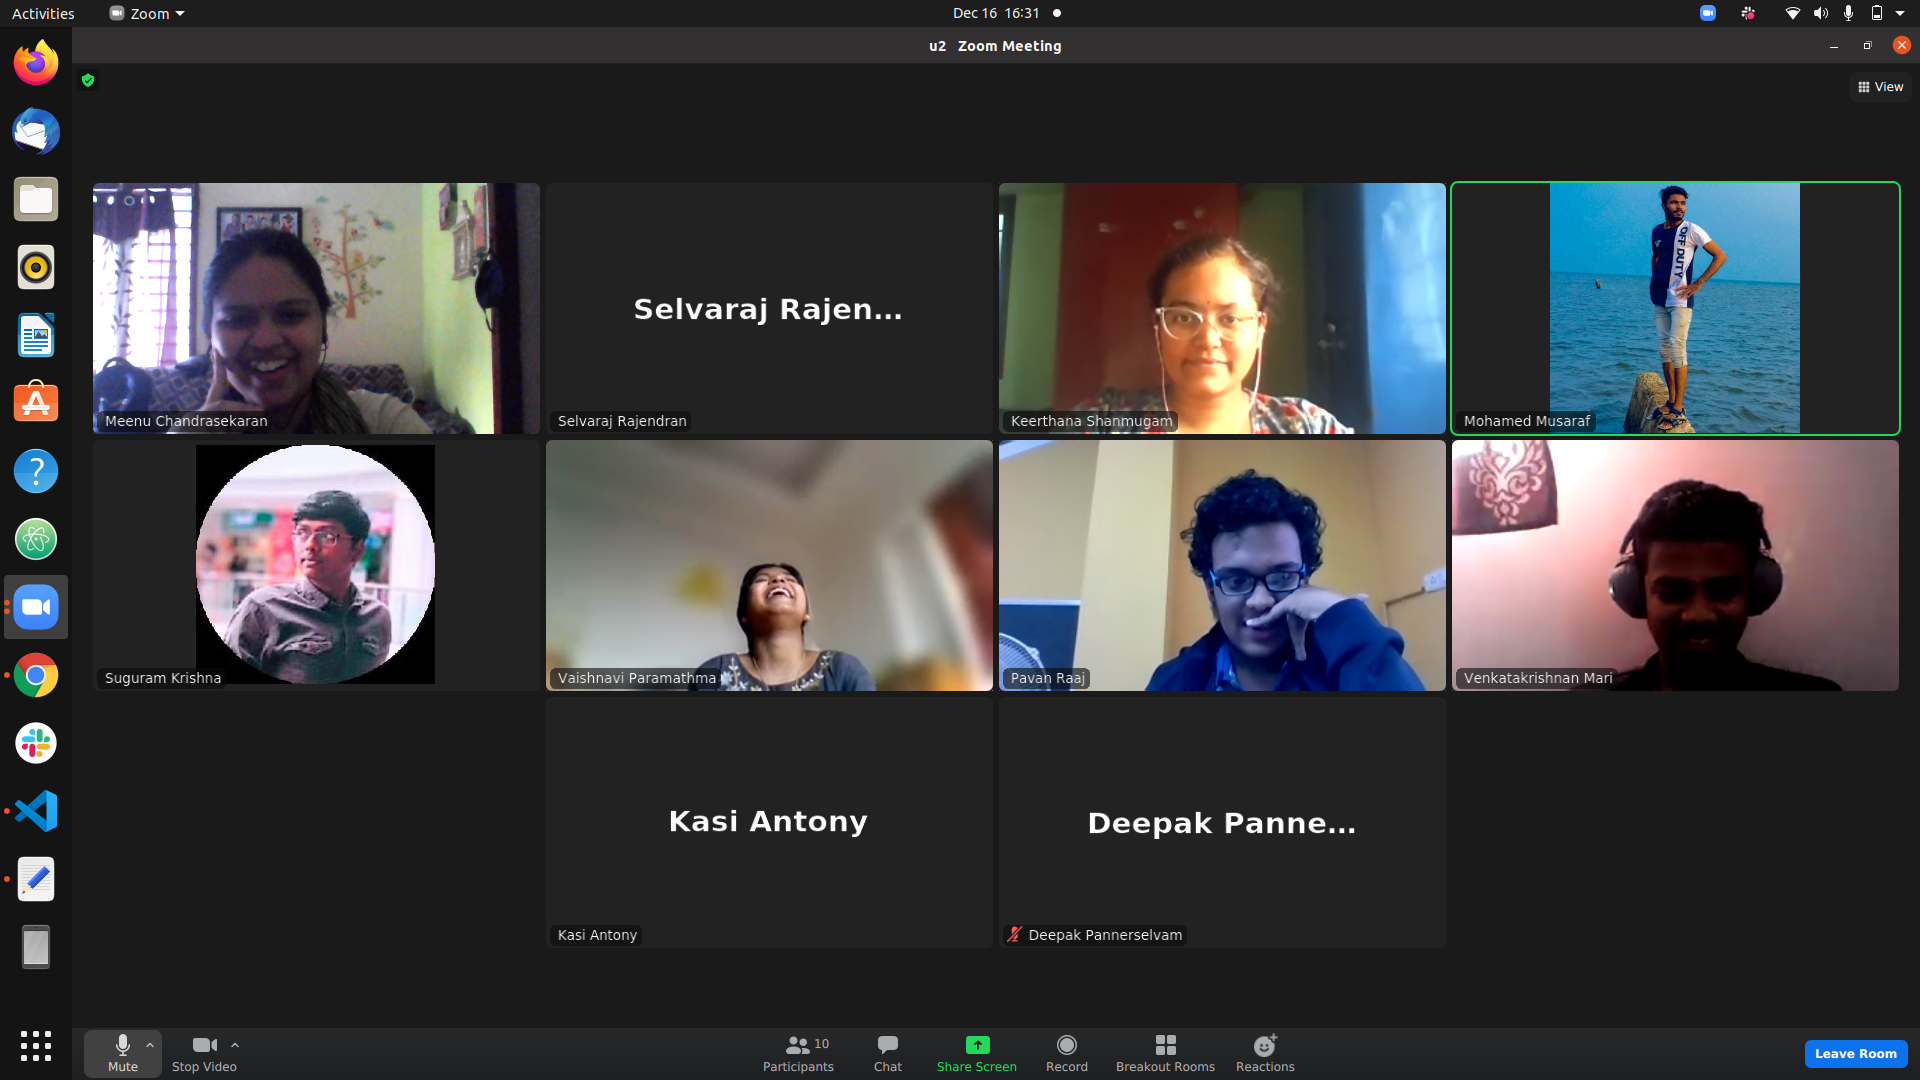 Activities
Zoom
Dec 16 16:31
u2 Zoom Meeting
View
Meenu Chandrasekaran
Selvaraj Rajen...
Selvaraj Rajendran
Keerthana Shanmugam
OFF DUTY
Mohamed Musaraf
Suguram Krishna
Vaishnavi Paramathma
Pavan Raaj
Venkatakrishnan Mari
Kasi Antony
Kasi Antony
Deepak Panne...
Deepak Pannerselvam
Mute
Stop Video
Participants
10
Chat
Share Screen
Record
Breakout Rooms
Reactions
Leave Room